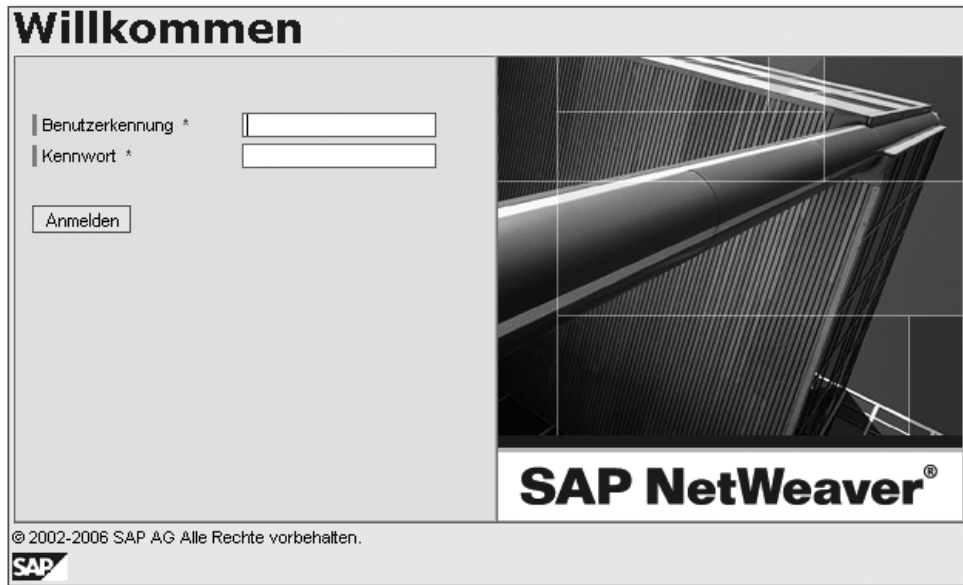 Willkommen
Benutzerkennung *
Kennwort *
Anmelden
SAP NetWeaver®
© 2002-2006 SAP AG Alle Rechte vorbehalten.
SAP